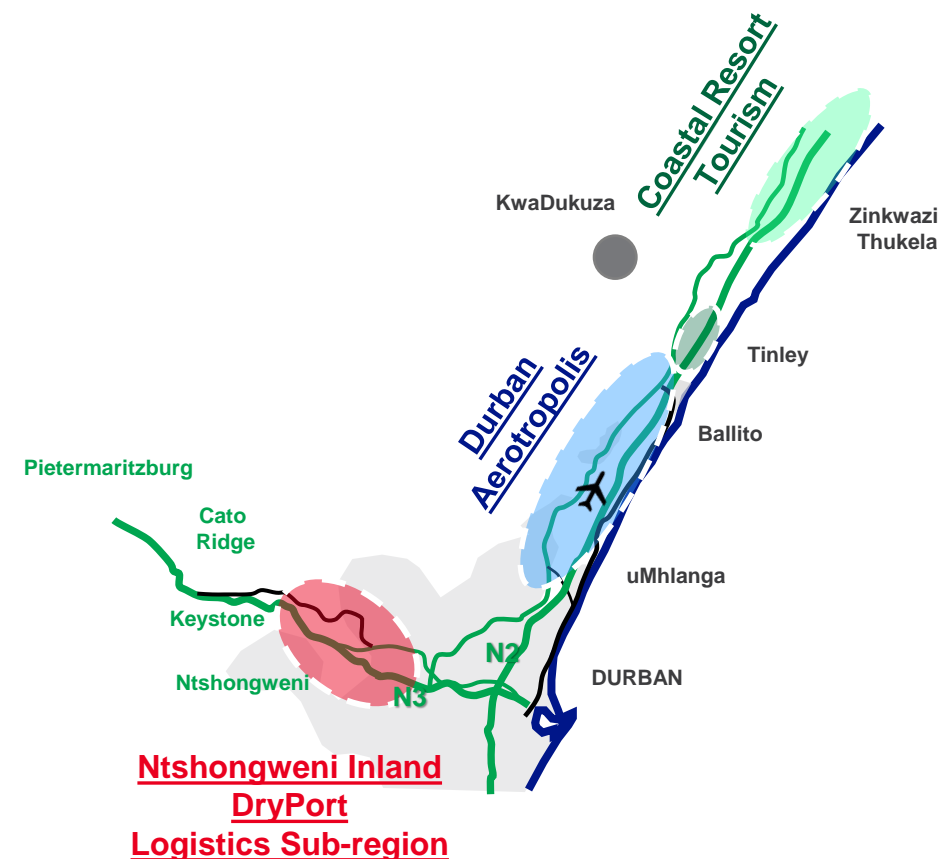 Coastal Resort
Tourism
KwaDukuza
Zinkwazi
Thukela
Tinley
Durban
Aerotropolis
Ballito
Pietermaritzburg
Cato
Ridge
uMhlanga
Keystone
N2
Ntshongweni
DURBAN
N3
Ntshongweni Inland
DryPort
Logistics Sub-region